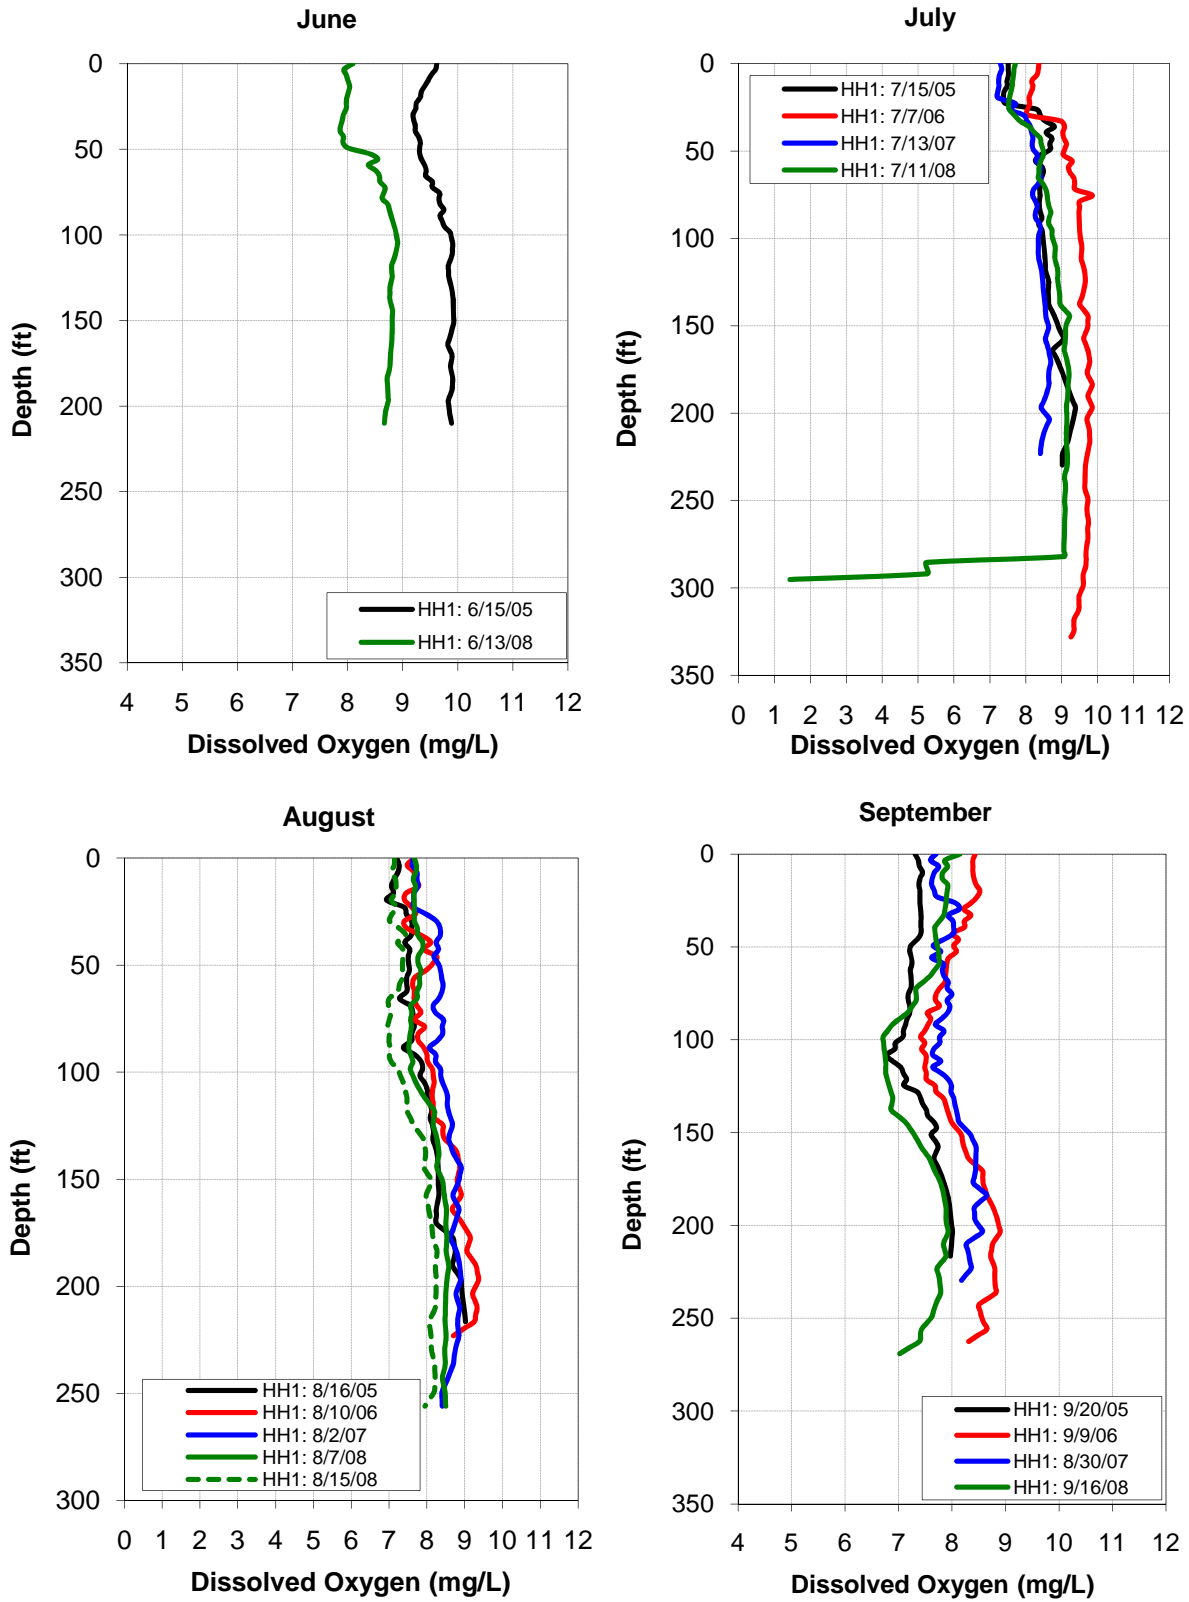 June
0
50
100
150
200
250
300
350
Depth (ft)
4 5 6 7 8 9 10 11 12
Dissolved Oxygen (mg/L)
HH1: 6/15/05
HH1: 6/13/08
July
0
50
100
150
200
250
300
350
Depth (ft)
0 1 2 3 4 5 6 7 8 9 10 11 12
Dissolved Oxygen (mg/L)
HH1: 7/15/05
HH1: 7/7/06
HH1: 7/13/07
HH1: 7/11/08
August
0
50
100
150
200
250
300
Depth (ft)
0 1 2 3 4 5 6 7 8 9 10 11 12
Dissolved Oxygen (mg/L)
HH1: 8/16/05
HH1: 8/10/06
HH1: 8/2/07
HH1: 8/7/08
HH1: 8/15/08
September
0
50
100
150
200
250
300
350
Depth (ft)
4 5 6 7 8 9 10 11 12
Dissolved Oxygen (mg/L)
HH1: 9/20/05
HH1: 9/9/06
HH1: 8/30/07
HH1: 9/16/08